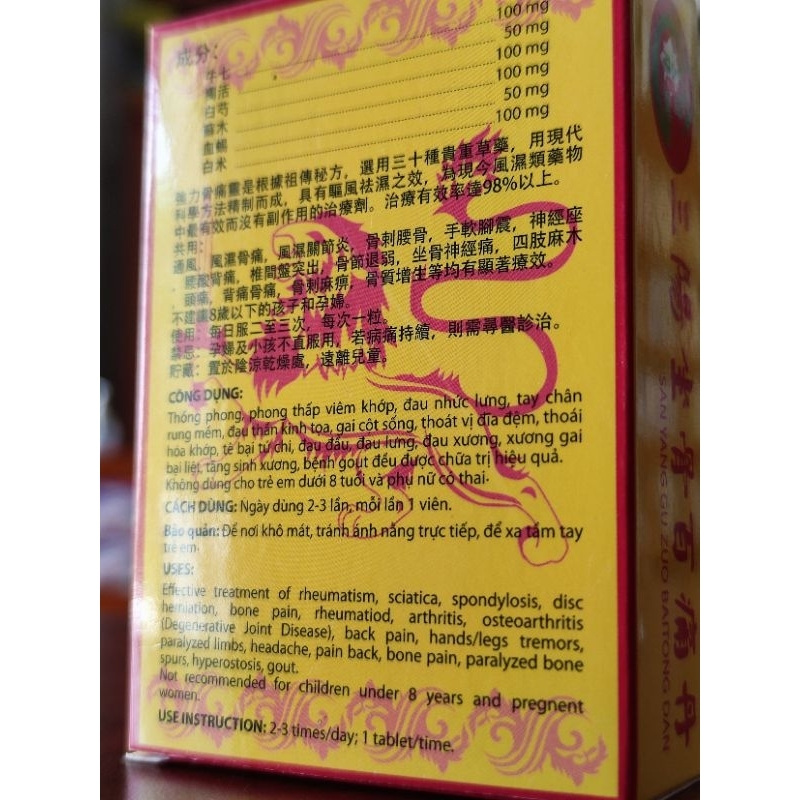 成分：
牛七 100 mg
獨活 50 mg
白芍 100 mg
木 100 mg
血蝎 50 mg
白米 100 mg
強力骨痛靈是根據祖傳秘方，選用三十種貴重草藥，用現代
科學方法精制而成，具有驅風祛濕之效，為現今風濕類藥物
中最有效而沒有副作用的治療劑。治療有效率達98%以上。
共用：
通風，風濕骨痛，風濕關節炎，骨刺腰骨，手軟腳震，神經座
，腰酸背痛，椎間盤突出，骨節退弱，坐骨神經痛，四肢麻木
，頭痛，背痛骨痛，骨刺麻痹，骨質增生等均有顯著療效。
不建議8歲以下的孩子和孕婦。
使用：每日服二至三次，每次一粒。
禁忌：孕婦及小孩不直服用，若病痛持續，則需尋醫診治。
貯藏：置於陰涼乾燥處，遠離兒童。
CÔNG DỤNG:
Thống phong, phong thấp viêm khớp, đau nhức lưng, tay chân
rung mềm, đau thần kinh tọa, gai cột sống, thoát vị đĩa đệm, thoái
hóa khớp, tê bại tứ chi, đau đầu, đau lưng, đau xương, xương gai
bại liệt, tăng sinh xương, bệnh gout đều được chữa trị hiệu quả.
Không dùng cho trẻ em dưới 8 tuổi và phụ nữ có thai.
CÁCH DÙNG: Ngày dùng 2-3 lần, mỗi lần 1 viên.
Bảo quản: Để nơi khô mát, tránh ánh nắng trực tiếp, để xa tầm tay
trẻ em.
USES:
Effective treatment of rheumatism, sciatica, spondylosis, disc
herniation, bone pain, rheumatiod, arthritis, osteoarthritis
(Degenerative Joint Disease), back pain, hands/legs tremors,
paralyzed limbs, headache, pain back, bone pain, paralyzed bone
spurs, hyperostosis, gout.
Not recommended for children under 8 years and pregnent
women.
USE INSTRUCTION: 2-3 times/day; 1 tablet/time.
三陽坐骨百痛丹
SAN YANG GU ZUO BAITONG DAN